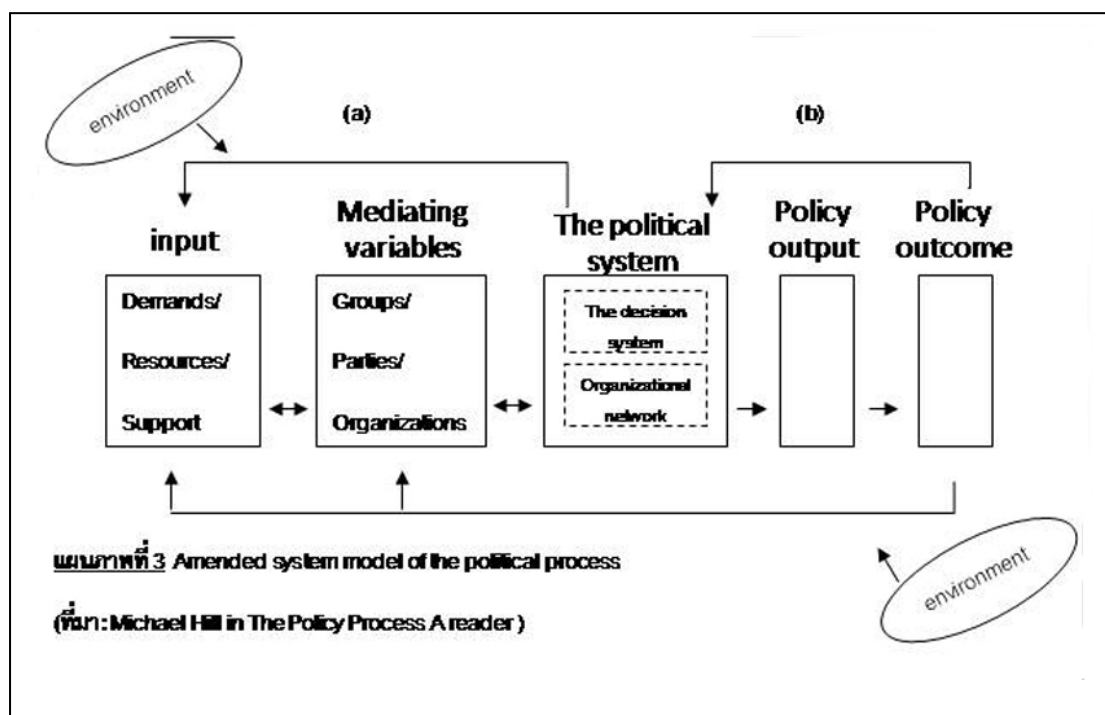 environment
(a)
(b)
input
Mediating
variables
The political
system
Policy
output
Policy
outcome
Demands/
Resources/
Support
Groups/
Parties/
Organizations
The decision
system
Organizational
network
แผนภาพที่ 3 Amended system model of the political process
(ที่มา: Michael Hill in The Policy Process A reader )
environment